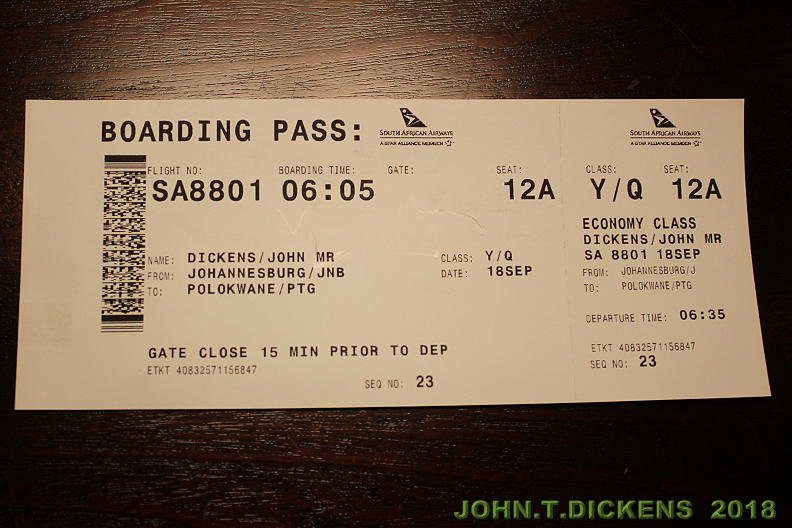 BOARDING PASS:
SOUTH AFRICAN AIRWAYS
A STAR ALLIANCE MEMBER
FLIGHT NO: BOARDING TIME: GATE: SEAT:
SA8801 06:05 12A
NAME: DICKENS/JOHN MR CLASS: Y/Q
FROM: JOHANNESBURG/JNB DATE: 18SEP
TO: POLOKWANE/PTG
GATE CLOSE 15 MIN PRIOR TO DEP
ETKT 40832571156847
SEQ NO: 23
SOUTH AFRICAN AIRWAYS
A STAR ALLIANCE MEMBER
CLASS: SEAT:
Y/Q 12A
ECONOMY CLASS
DICKENS/JOHN MR
SA 8801 18SEP
FROM: JOHANNESBURG/J
TO: POLOKWANE/PTG
DEPARTURE TIME: 06:35
ETKT 40832571156847
SEQ NO: 23
JOHN.T.DICKENS 2018